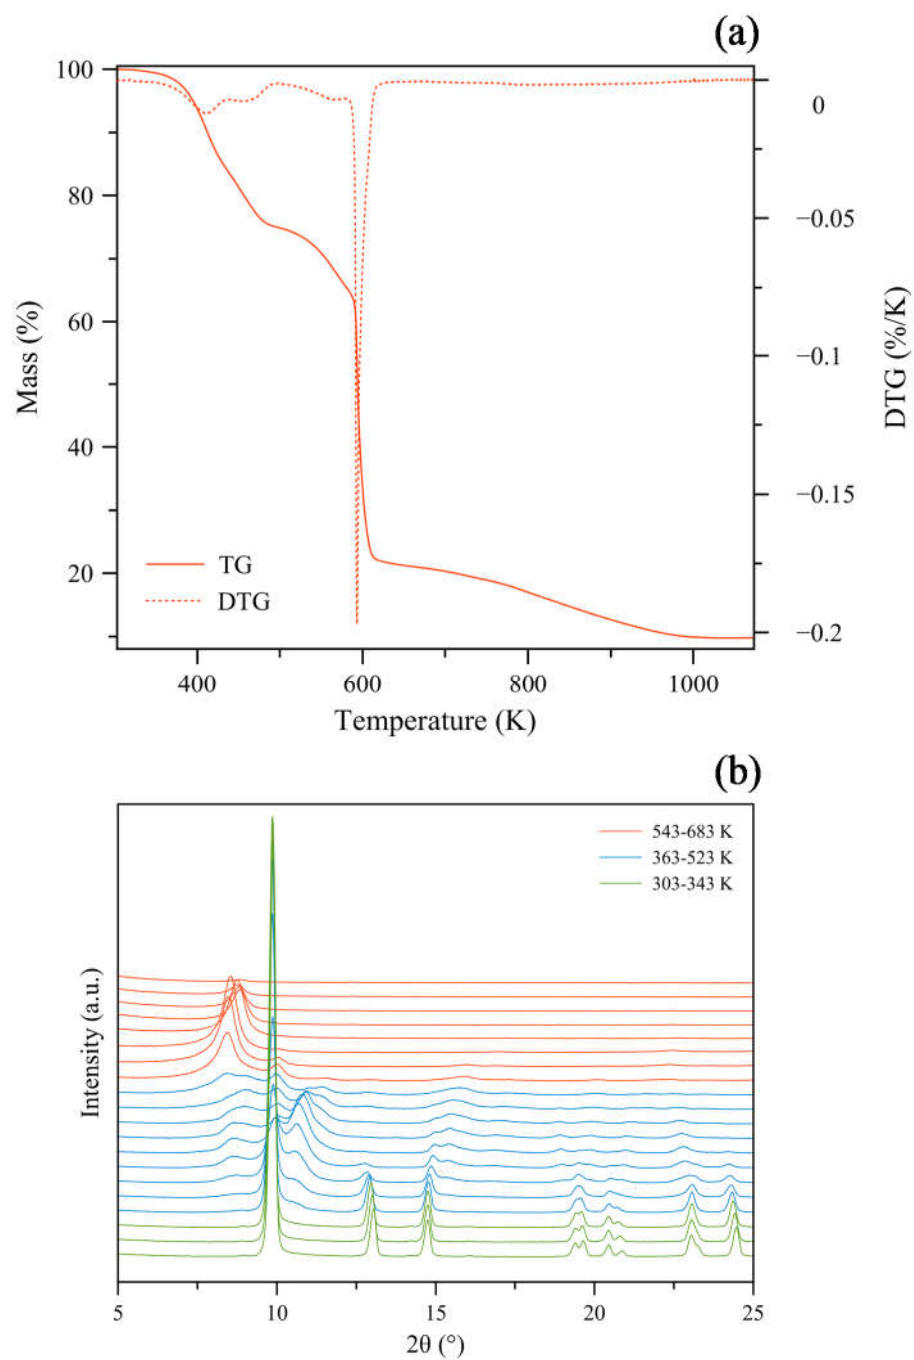 (a)
100
80
60
40
20
0
−0.05
−0.1
−0.15
−0.2
Mass (%)
DTG (%/K)
TG
DTG
400 600 800 1000
Temperature (K)
(b)
543-683 K
363-523 K
303-343 K
Intensity (a.u.)
5 10 15 20 25
2θ (°)